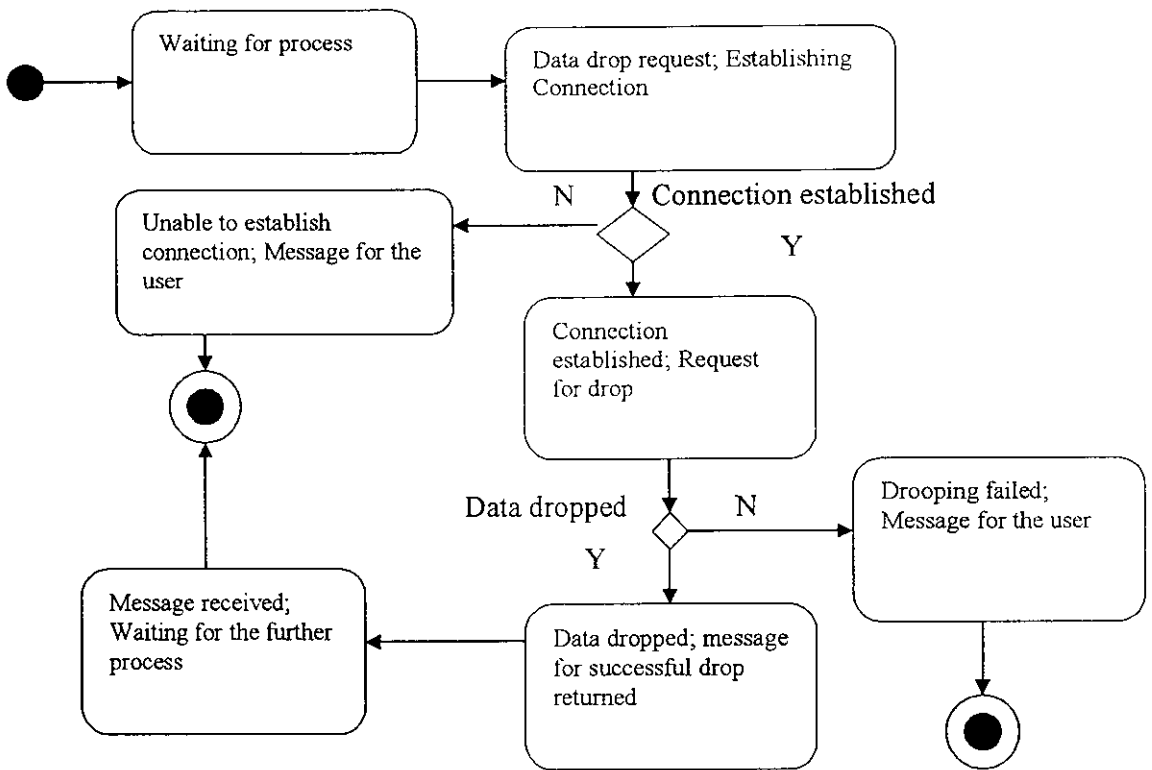 Waiting for process
Data drop request; Establishing
Connection
N
Connection established
Y
Unable to establish
connection; Message for the
user
Connection
established; Request
for drop
Data dropped
N
Y
Drooping failed;
Message for the user
Message received;
Waiting for the further
process
Data dropped; message
for successful drop
returned